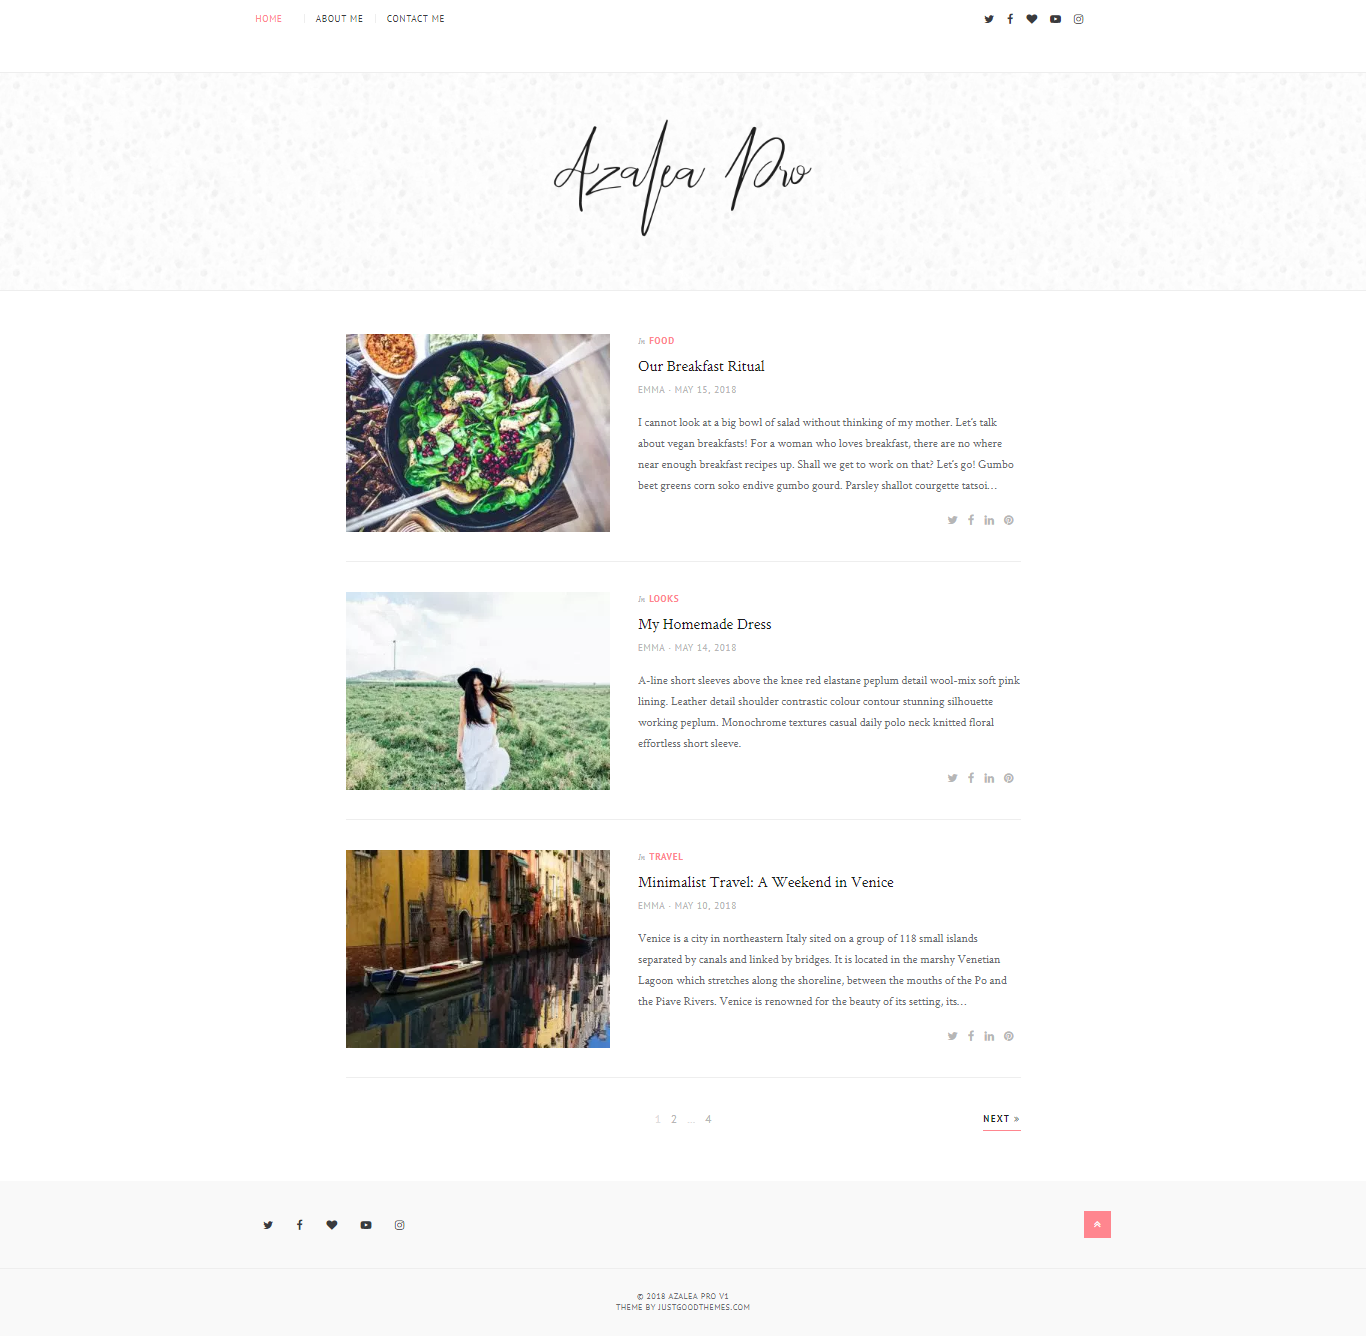 HOME
ABOUT ME
CONTACT ME
Azalea Pro
In FOOD
Our Breakfast Ritual
EMMA - MAY 15, 2018
I cannot look at a big bowl of salad without thinking of my mother. Let's talk
about vegan breakfasts! For a woman who loves breakfast, there are no where
near enough breakfast recipes up. Shall we get to work on that? Let's go! Gumbo
beet greens corn soko endive gumbo gourd. Parsley shallot courgette tatsoi…
In LOOKS
My Homemade Dress
EMMA - MAY 14, 2018
A-line short sleeves above the knee red elastane peplum detail wool-mix soft pink
lining. Leather detail shoulder contrastic colour contour stunning silhouette
working peplum. Monochrome textures casual daily polo neck knitted floral
effortless short sleeve.
In TRAVEL
Minimalist Travel: A Weekend in Venice
EMMA - MAY 10, 2018
Venice is a city in northeastern Italy sited on a group of 118 small islands
separated by canals and linked by bridges. It is located in the marshy Venetian
Lagoon which stretches along the shoreline, between the mouths of the Po and
the Piave Rivers. Venice is renowned for the beauty of its setting, its…
1 2 … 4
NEXT »
© 2018 AZALEA PRO V1
THEME BY JUSTGOODTHEMES.COM